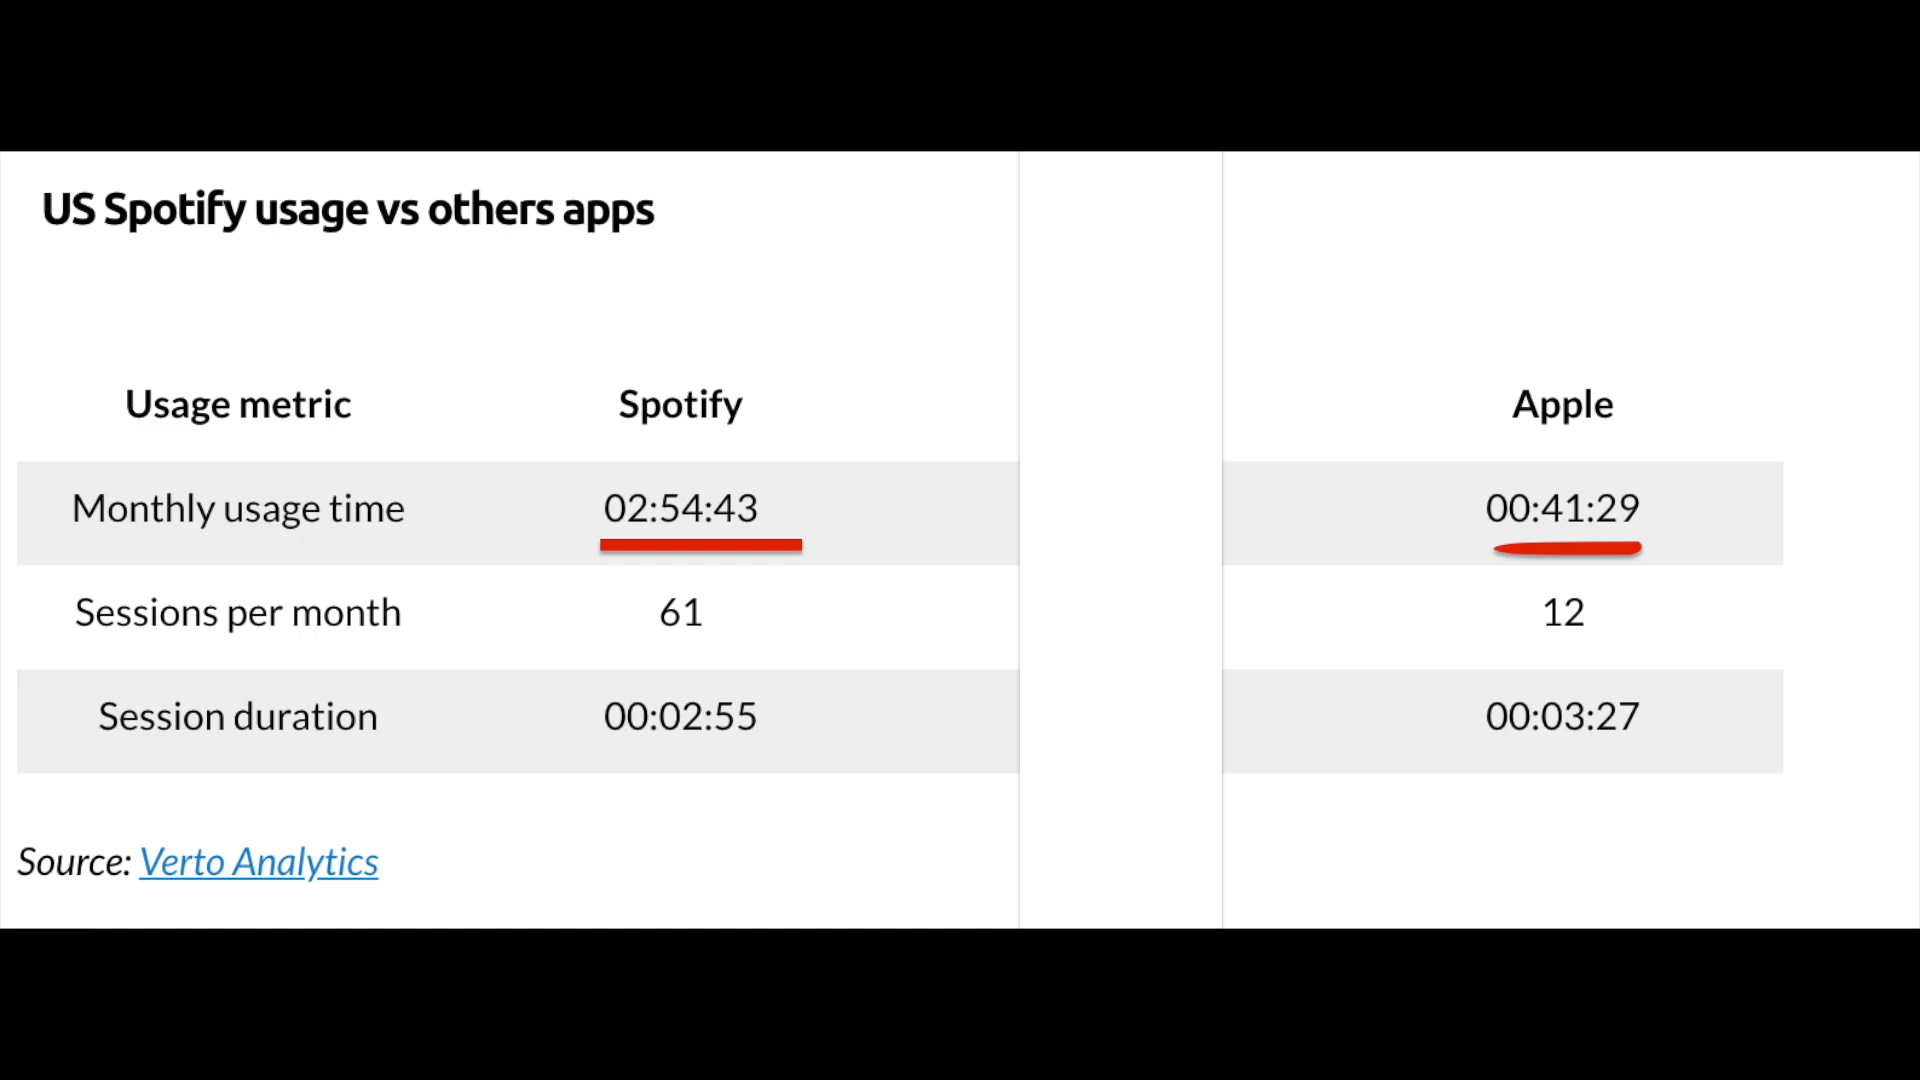 US Spotify usage vs others apps
Usage metric Spotify Apple
Monthly usage time 02:54:43 00:41:29
Sessions per month 61 12
Session duration 00:02:55 00:03:27
Source: Verto Analytics